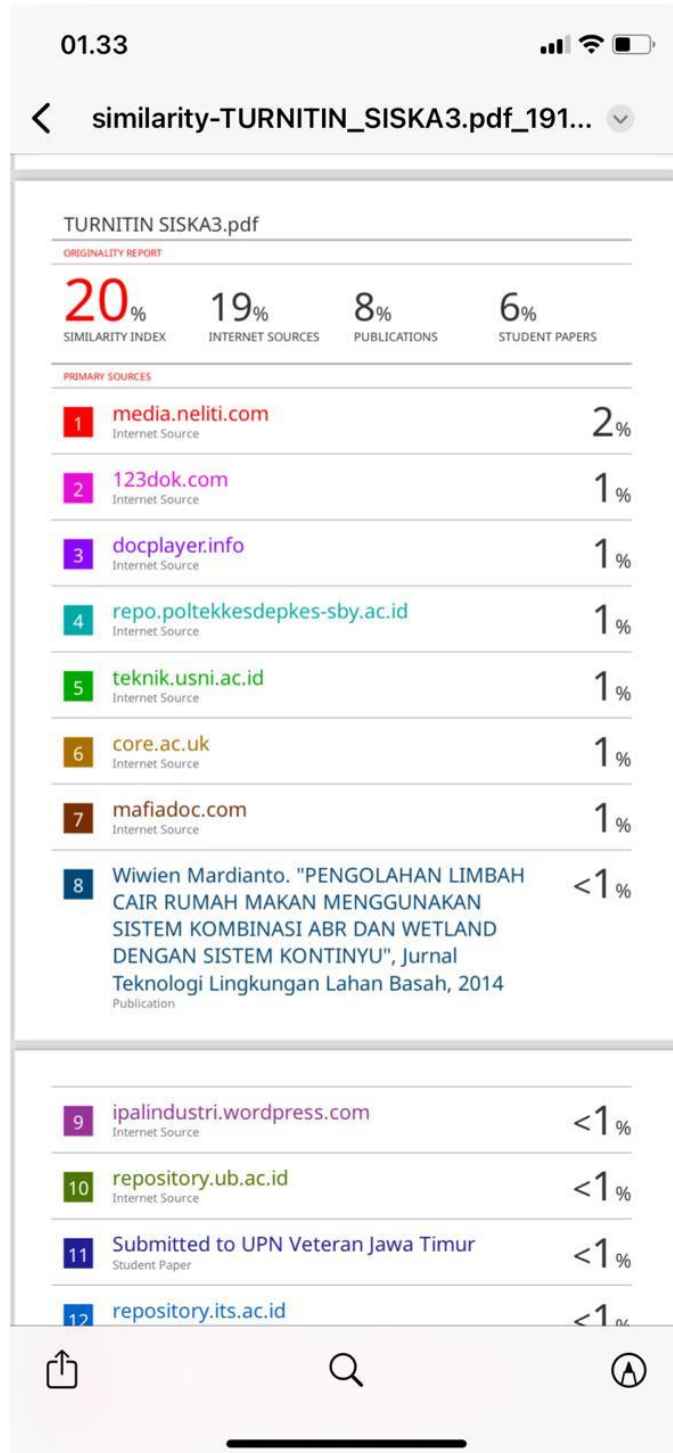 01.33
similarity-TURNITIN_SISKA3.pdf_191...
TURNITIN SISKA3.pdf
ORIGINALITY REPORT
20% 19% 8% 6%
SIMILARITY INDEX INTERNET SOURCES PUBLICATIONS STUDENT PAPERS
PRIMARY SOURCES
1 media.neliti.com 2%
Internet Source
2 123dok.com 1%
Internet Source
3 docplayer.info 1%
Internet Source
4 repo.poltekkesdepkes-sby.ac.id 1%
Internet Source
5 teknik.usni.ac.id 1%
Internet Source
6 core.ac.uk 1%
Internet Source
7 mafiadoc.com 1%
Internet Source
8 Wiwien Mardianto. "PENGOLAHAN LIMBAH <1%
CAIR RUMAH MAKAN MENGGUNAKAN
SISTEM KOMBINASI ABR DAN WETLAND
DENGAN SISTEM KONTINYU", Jurnal
Teknologi Lingkungan Lahan Basah, 2014
Publication
9 ipalindustri.wordpress.com <1%
Internet Source
10 repository.ub.ac.id <1%
Internet Source
11 Submitted to UPN Veteran Jawa Timur <1%
Student Paper
12 repository.its.ac.id <1%